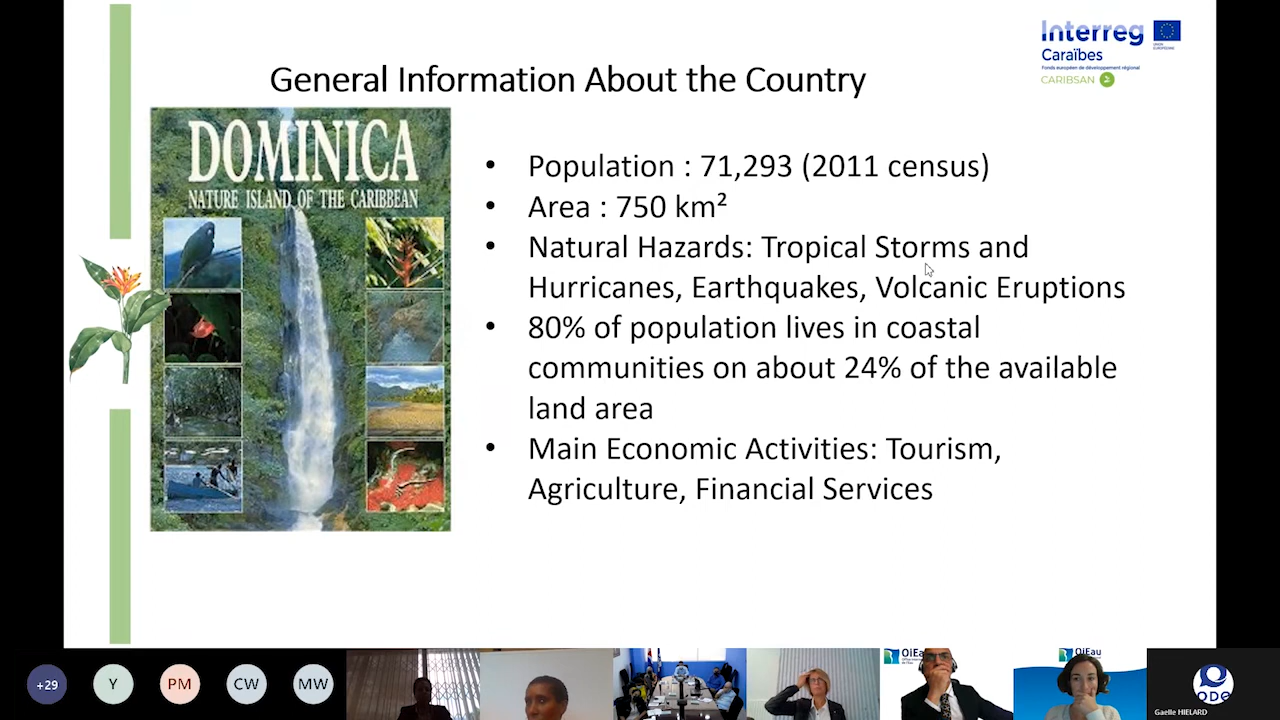 Interreg
UNION EUROPÉENNE
Caraïbes
Fonds européen de développement régional
CARIBSAN
General Information About the Country
DOMINICA
NATURE ISLAND OF THE CARIBBEAN
• Population : 71,293 (2011 census)
• Area : 750 km²
• Natural Hazards: Tropical Storms and
Hurricanes, Earthquakes, Volcanic Eruptions
• 80% of population lives in coastal
communities on about 24% of the available
land area
• Main Economic Activities: Tourism,
Agriculture, Financial Services
+29
Y
PM
CW
MW
OiEau
OiEau
ODE
Gaelle HIELARD